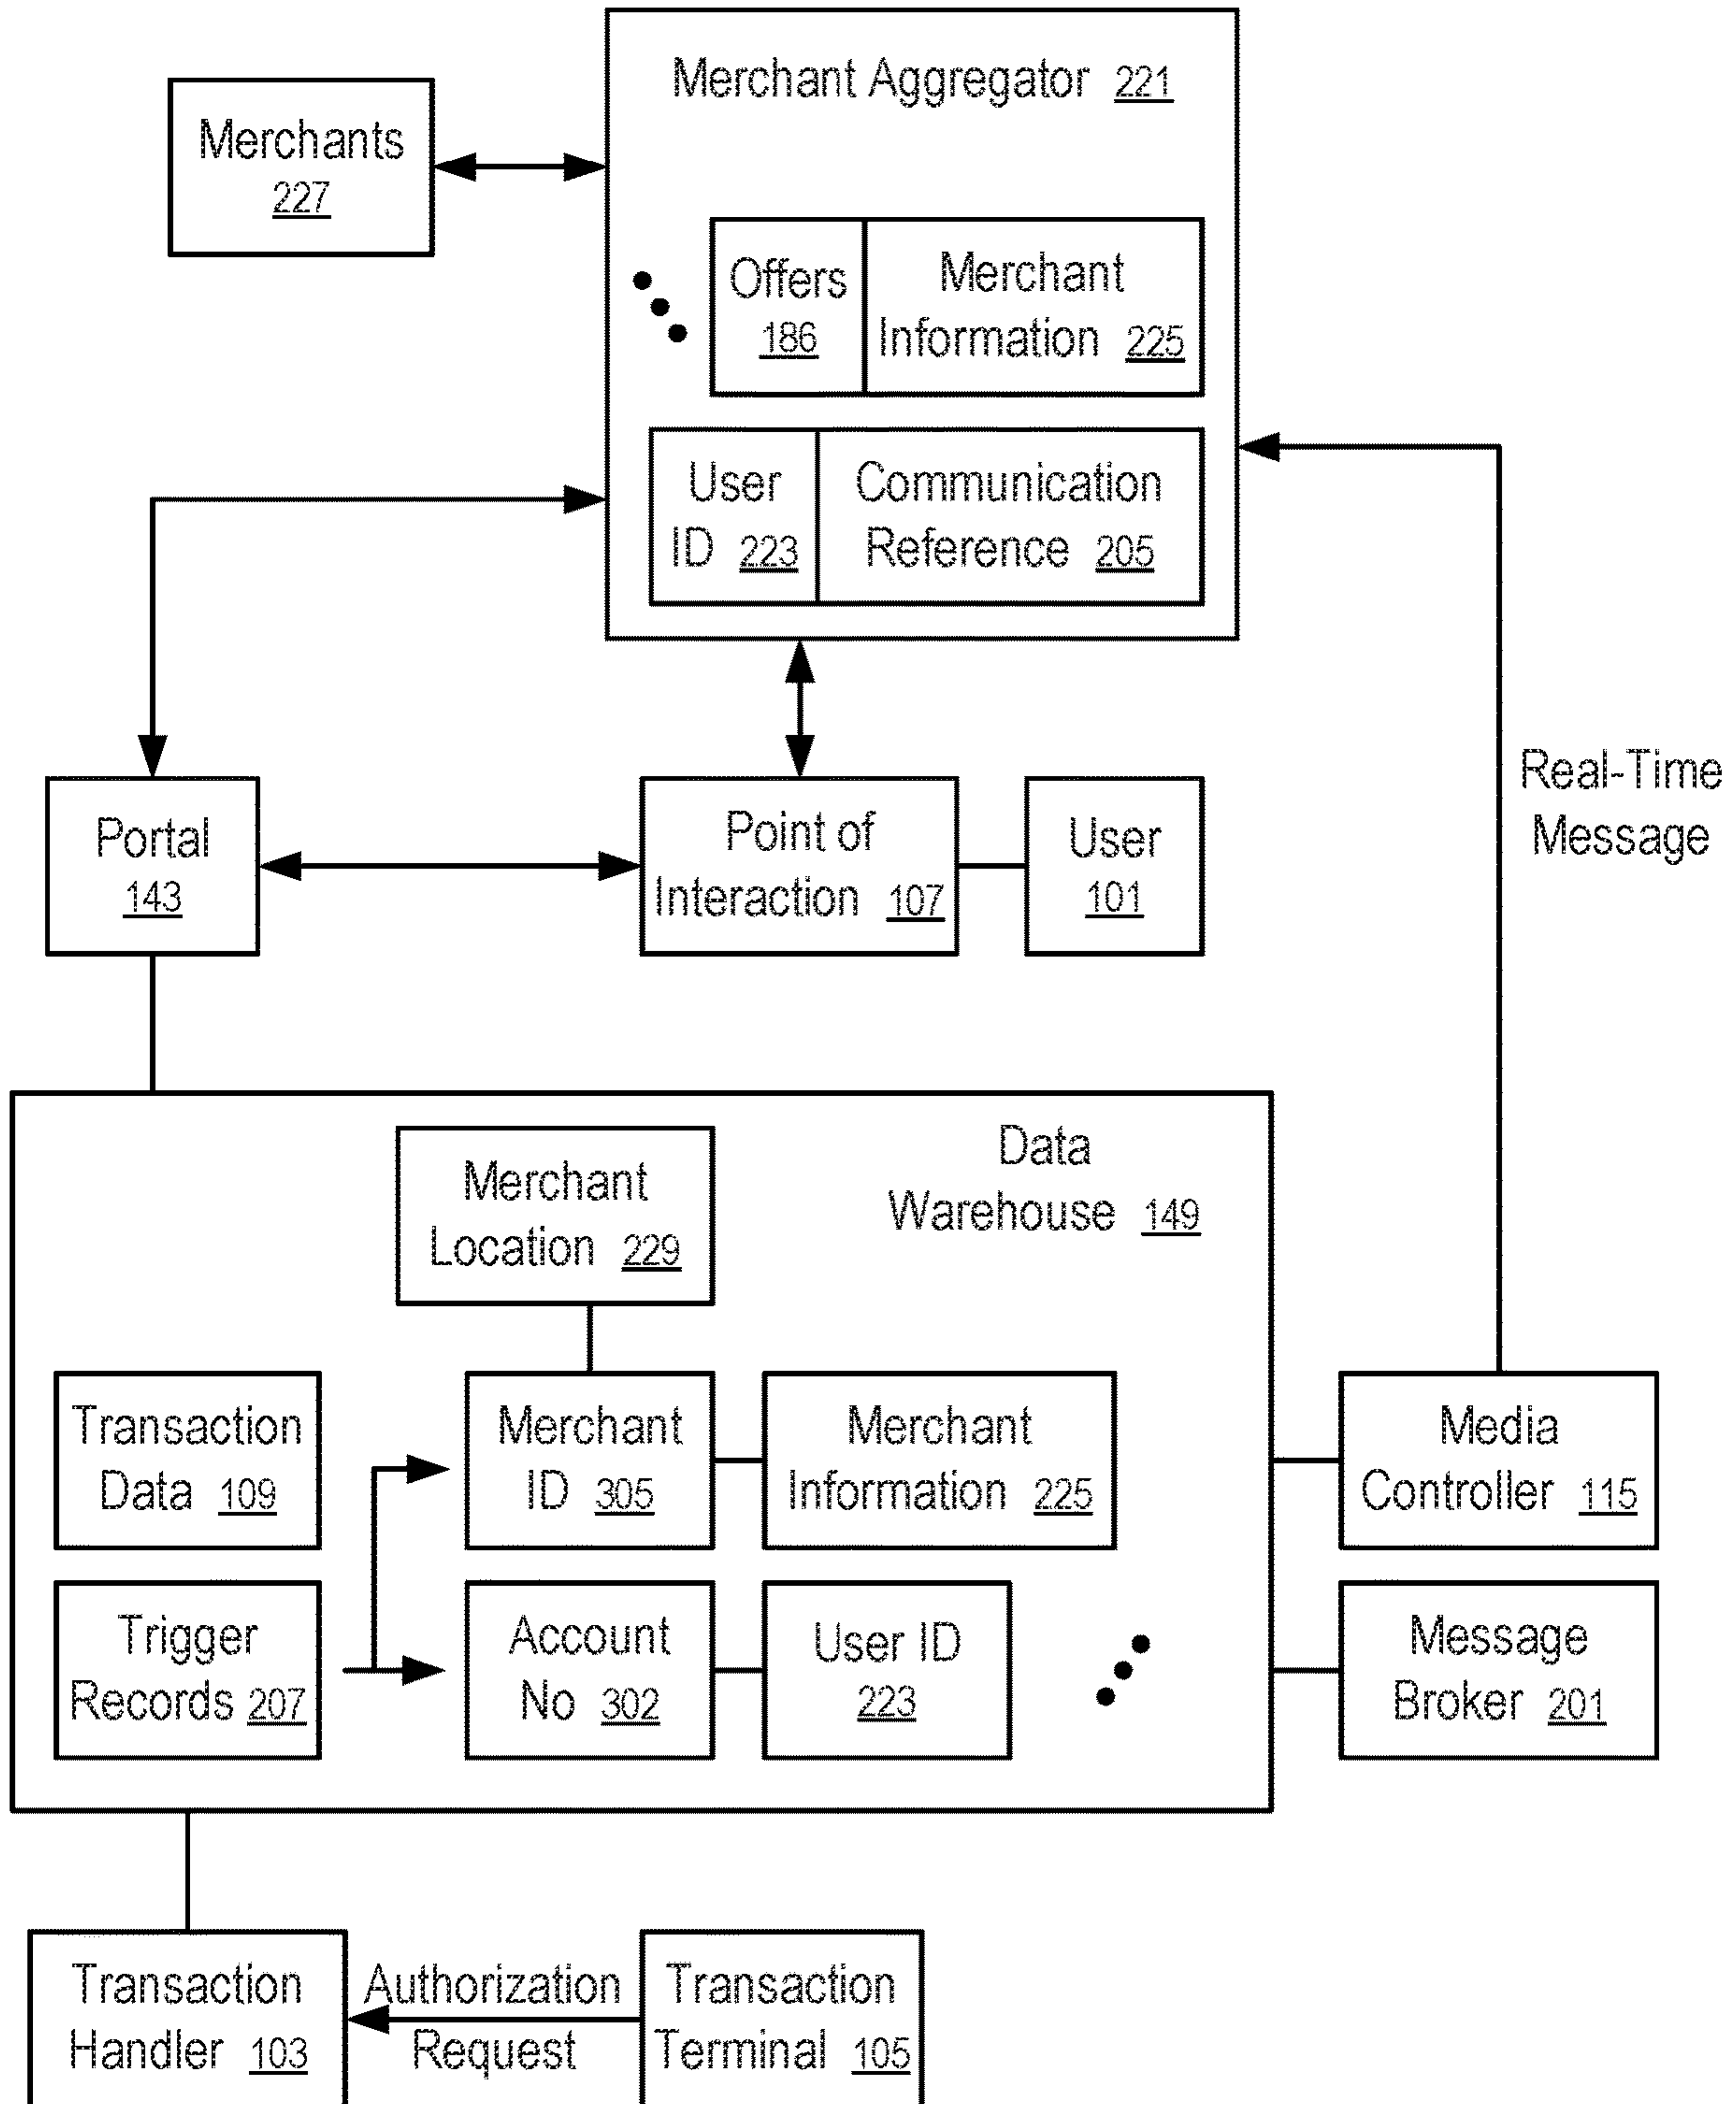 Merchant Aggregator 221
Merchants
227
Offers
186
Merchant
Information 225
User
ID 223
Communication
Reference 205
Real-Time
Message
Portal
143
Point of
Interaction 107
User
101
Data
Warehouse 149
Merchant
Location 229
Transaction
Data 109
Merchant
ID 305
Merchant
Information 225
Media
Controller 115
Trigger
Records 207
Account
No 302
User ID
223
Message
Broker 201
Transaction
Handler 103
Authorization
Request
Transaction
Terminal 105